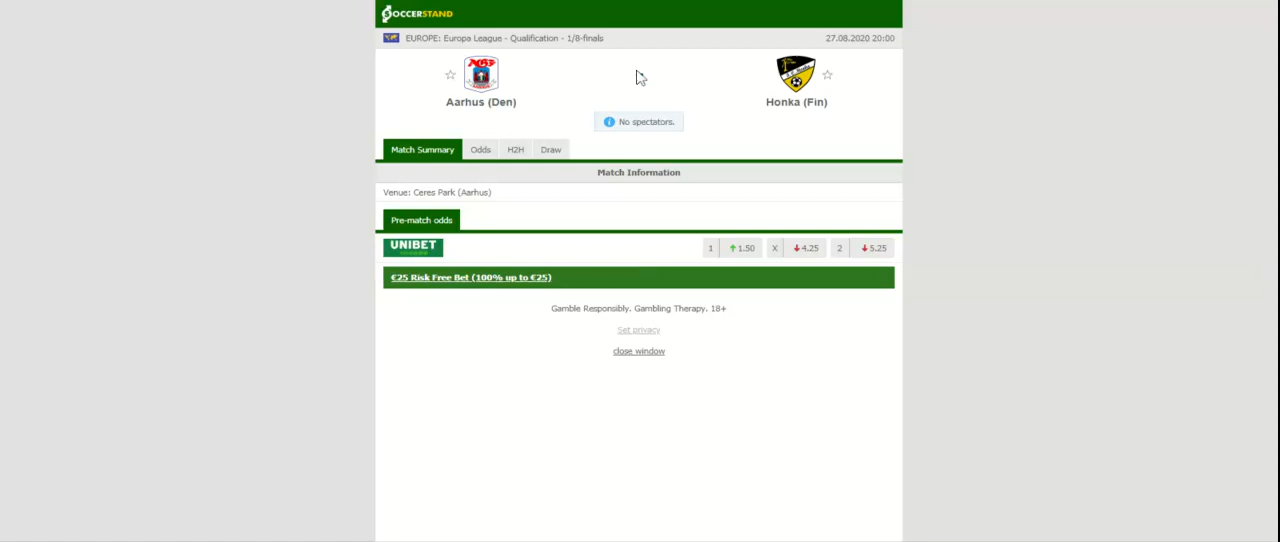 SOCCERSTAND
EUROPE: Europa League - Qualification - 1/8-finals 27.08.2020 20:00
AGF
Aarhus (Den) Honka (Fin)
No spectators.
Match Summary Odds H2H Draw
Match Information
Venue: Ceres Park (Aarhus)
Pre-match odds
UNIBET 1 1.50 X 4.25 2 5.25
€25 Risk Free Bet (100% up to €25)
Gamble Responsibly. Gambling Therapy. 18+
Set privacy
close window